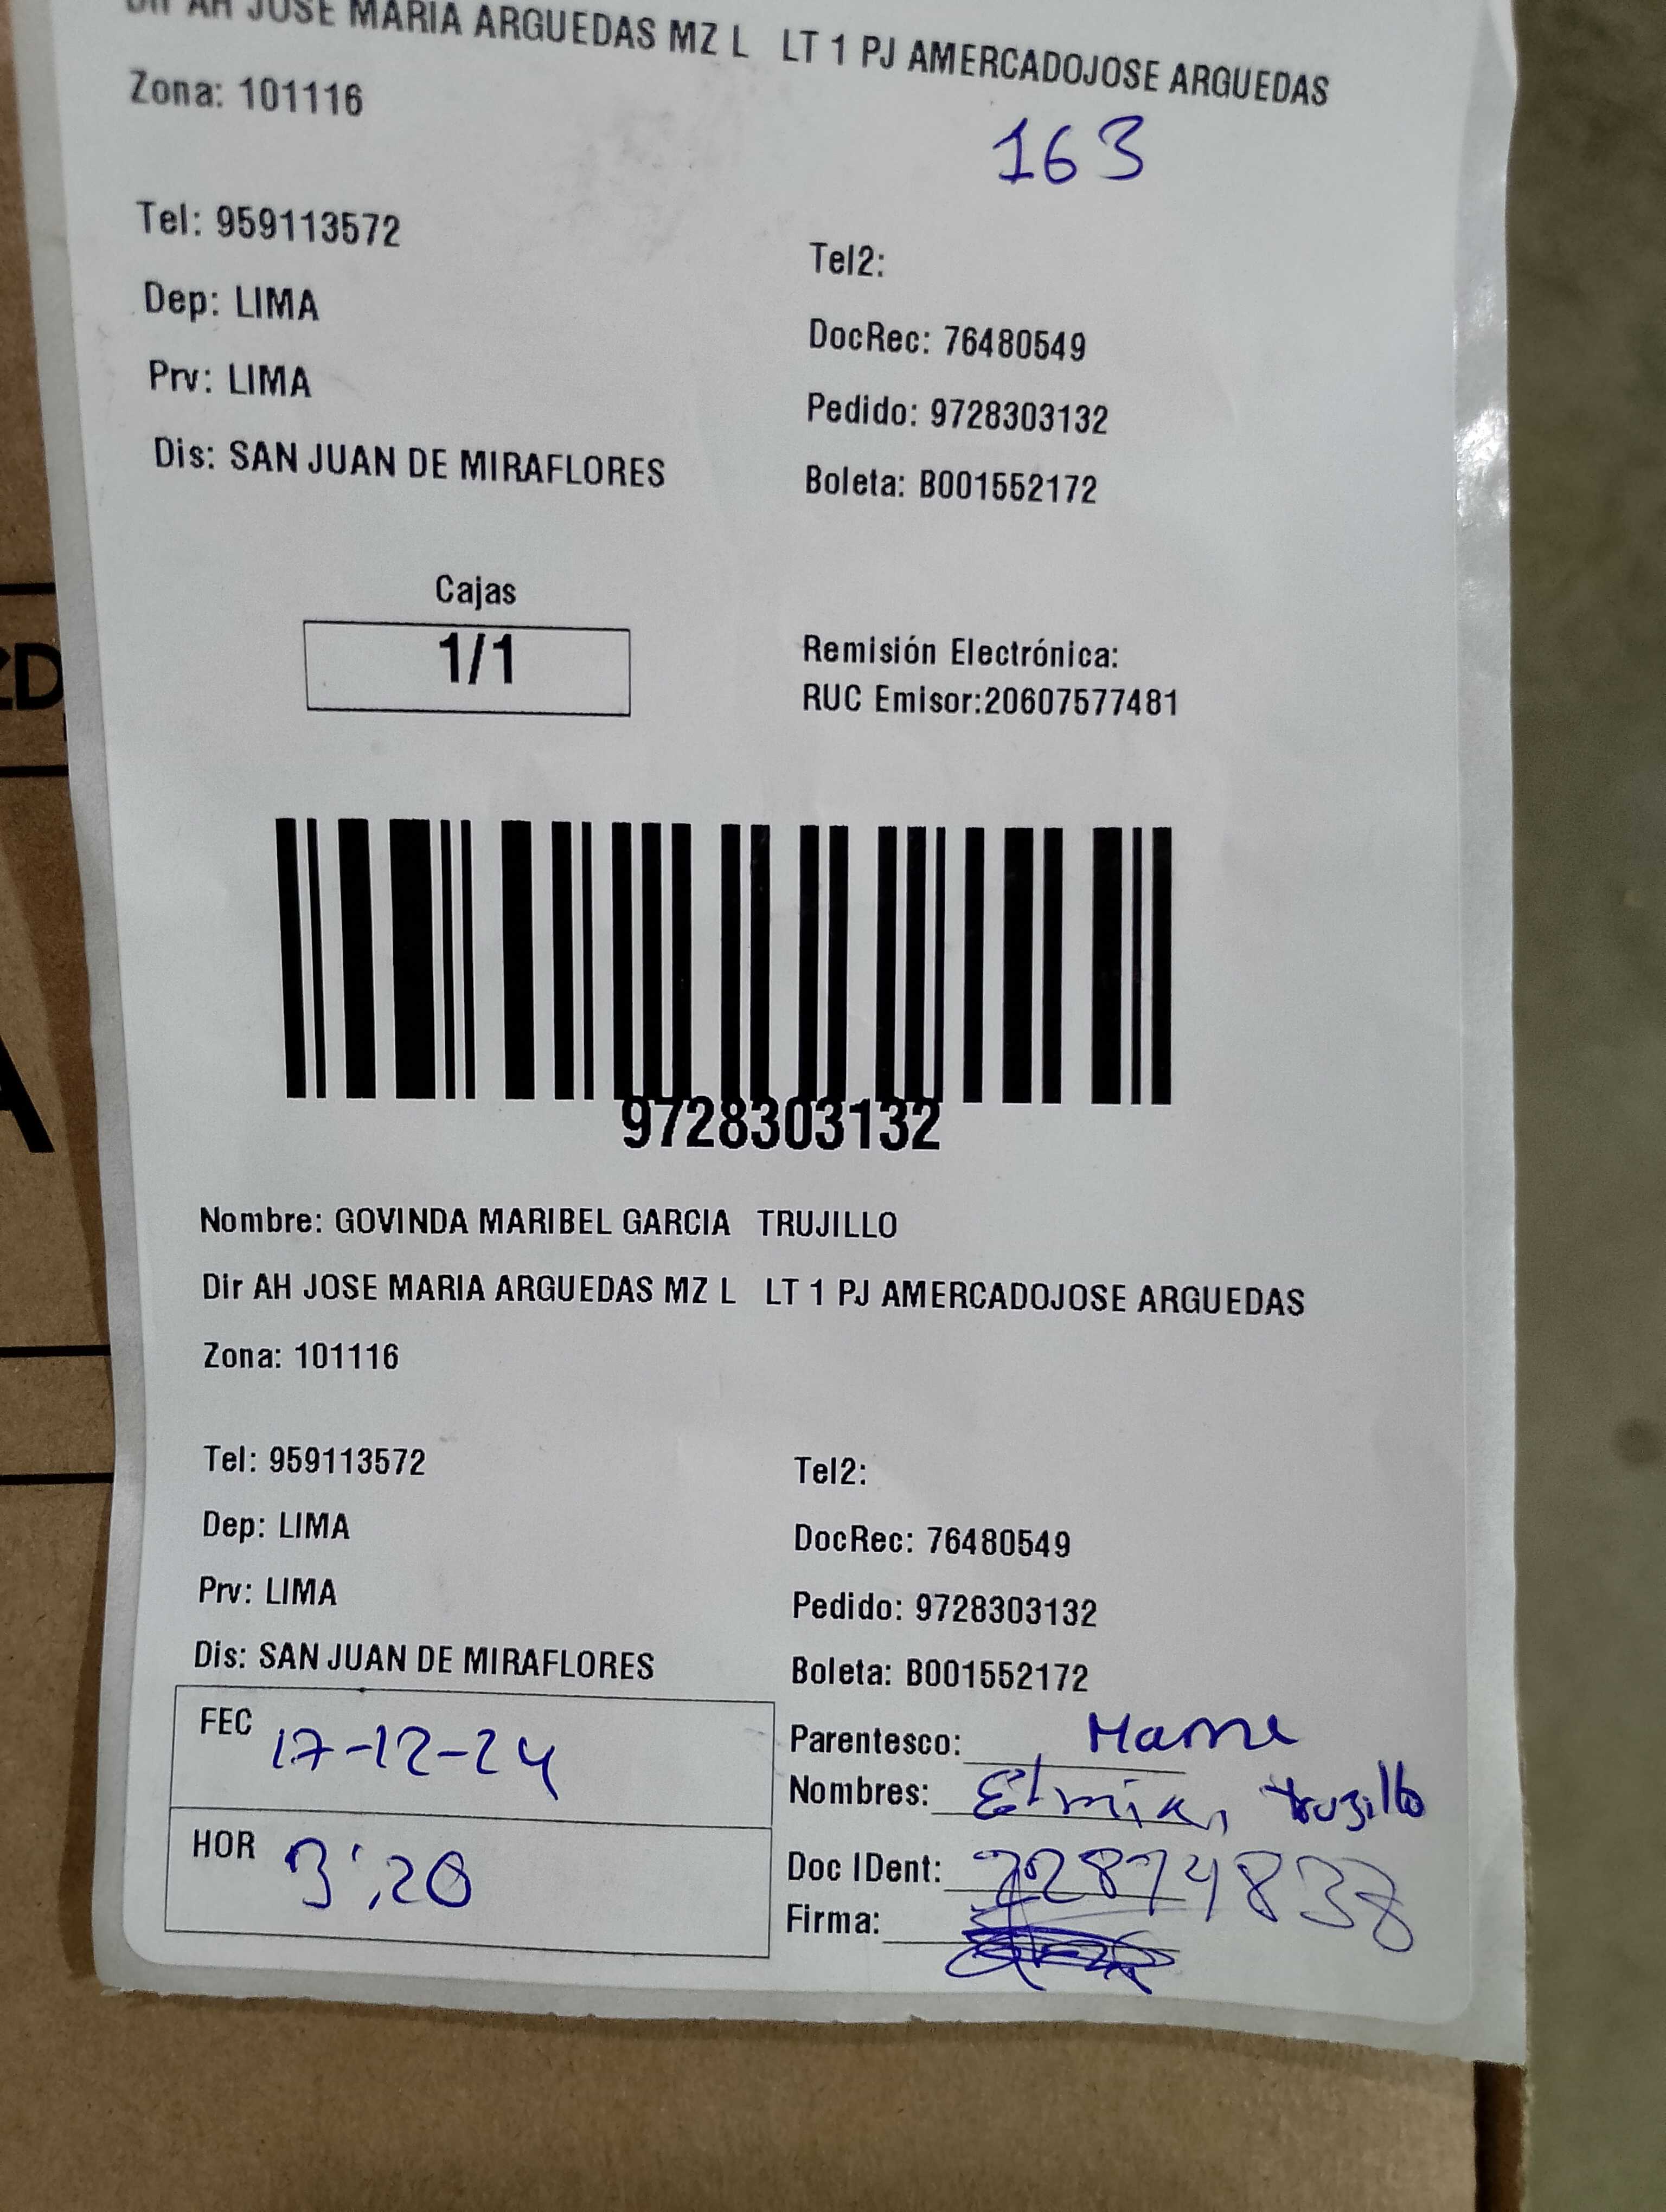 Dir AH JOSE MARIA ARGUEDAS MZ L LT 1 PJ AMERCADOJOSE ARGUEDAS
Zona: 101116
163
Tel: 959113572
Tel2:
Dep: LIMA
DocRec: 76480549
Prv: LIMA
Pedido: 9728303132
Dis: SAN JUAN DE MIRAFLORES
Boleta: B001552172
Cajas
1/1
Remisión Electrónica:
RUC Emisor:20607577481
9728303132
Nombre: GOVINDA MARIBEL GARCIA TRUJILLO
Dir AH JOSE MARIA ARGUEDAS MZ L LT 1 PJ AMERCADOJOSE ARGUEDAS
Zona: 101116
Tel: 959113572
Tel2:
Dep: LIMA
DocRec: 76480549
Prv: LIMA
Pedido: 9728303132
Dis: SAN JUAN DE MIRAFLORES
Boleta: B001552172
FEC 17-12-24
Parentesco:
Nombres: Trujillo
HOR 3:20
Doc IDent:
Firma: